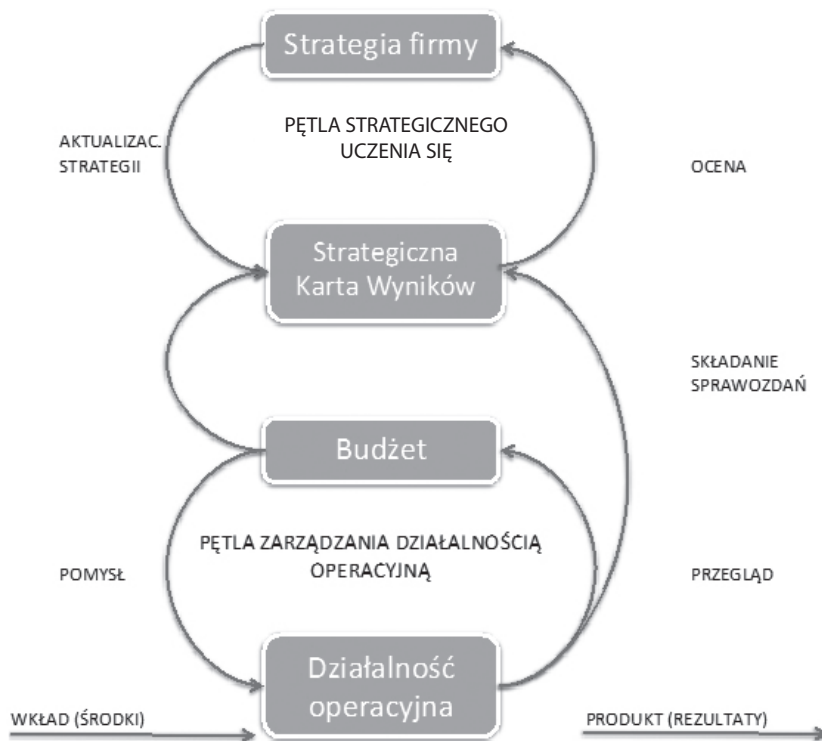 Strategia firmy
PĘTLA STRATEGICZNEGO
UCZENIA SIĘ
AKTUALIZAC.
STRATEGII
OCENA
Strategiczna
Karta Wyników
SKŁADANIE
SPRAWOZDAŃ
Budżet
PĘTLA ZARZĄDZANIA DZIAŁALNOŚCIĄ
OPERACYJNĄ
POMYSŁ
PRZEGLĄD
Działalność
operacyjna
WKŁAD (ŚRODKI)
PRODUKT (REZULTATY)